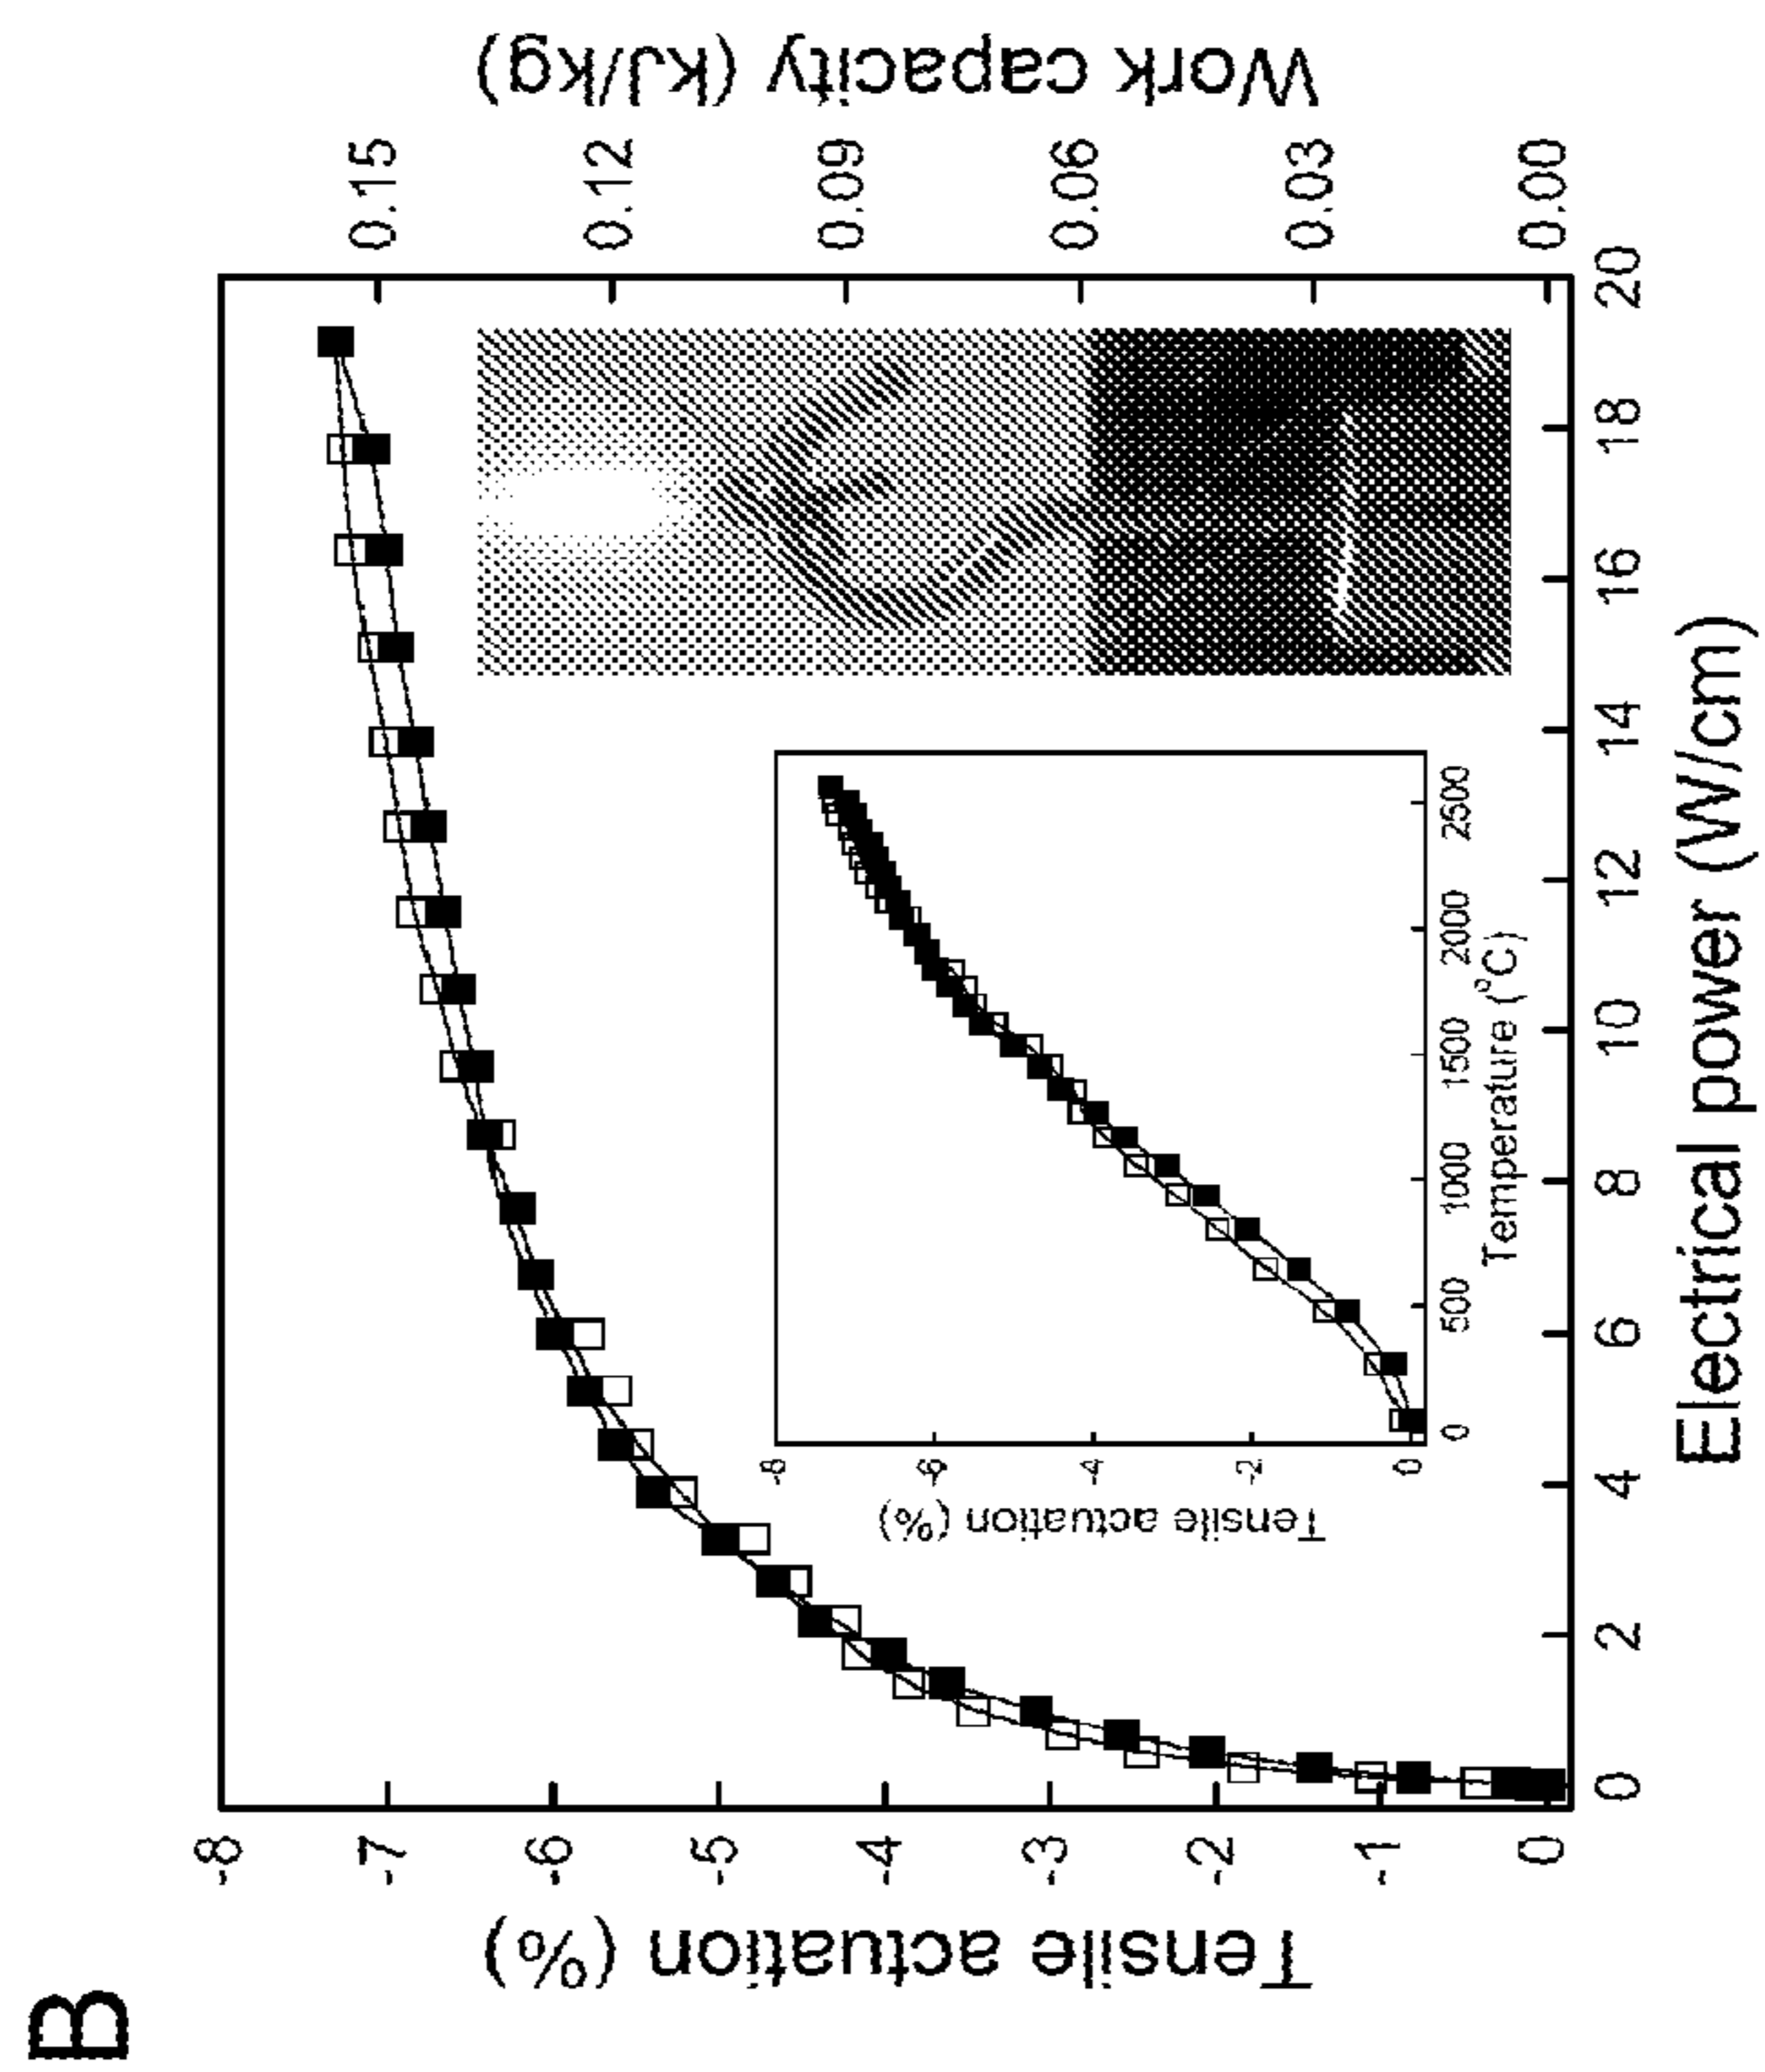 B
Tensile actuation (%)
-8
-7
-6
-5
-4
-3
-2
-1
0
Work capacity (kJ/kg)
0.15
0.12
0.09
0.06
0.03
0.00
0 2 4 6 8 10 12 14 16 18 20
Electrical power (W/cm)
Tensile actuation (%)
-8
-6
-4
-2
0
0 500 1000 1500 2000 2500
Temperature (°C)